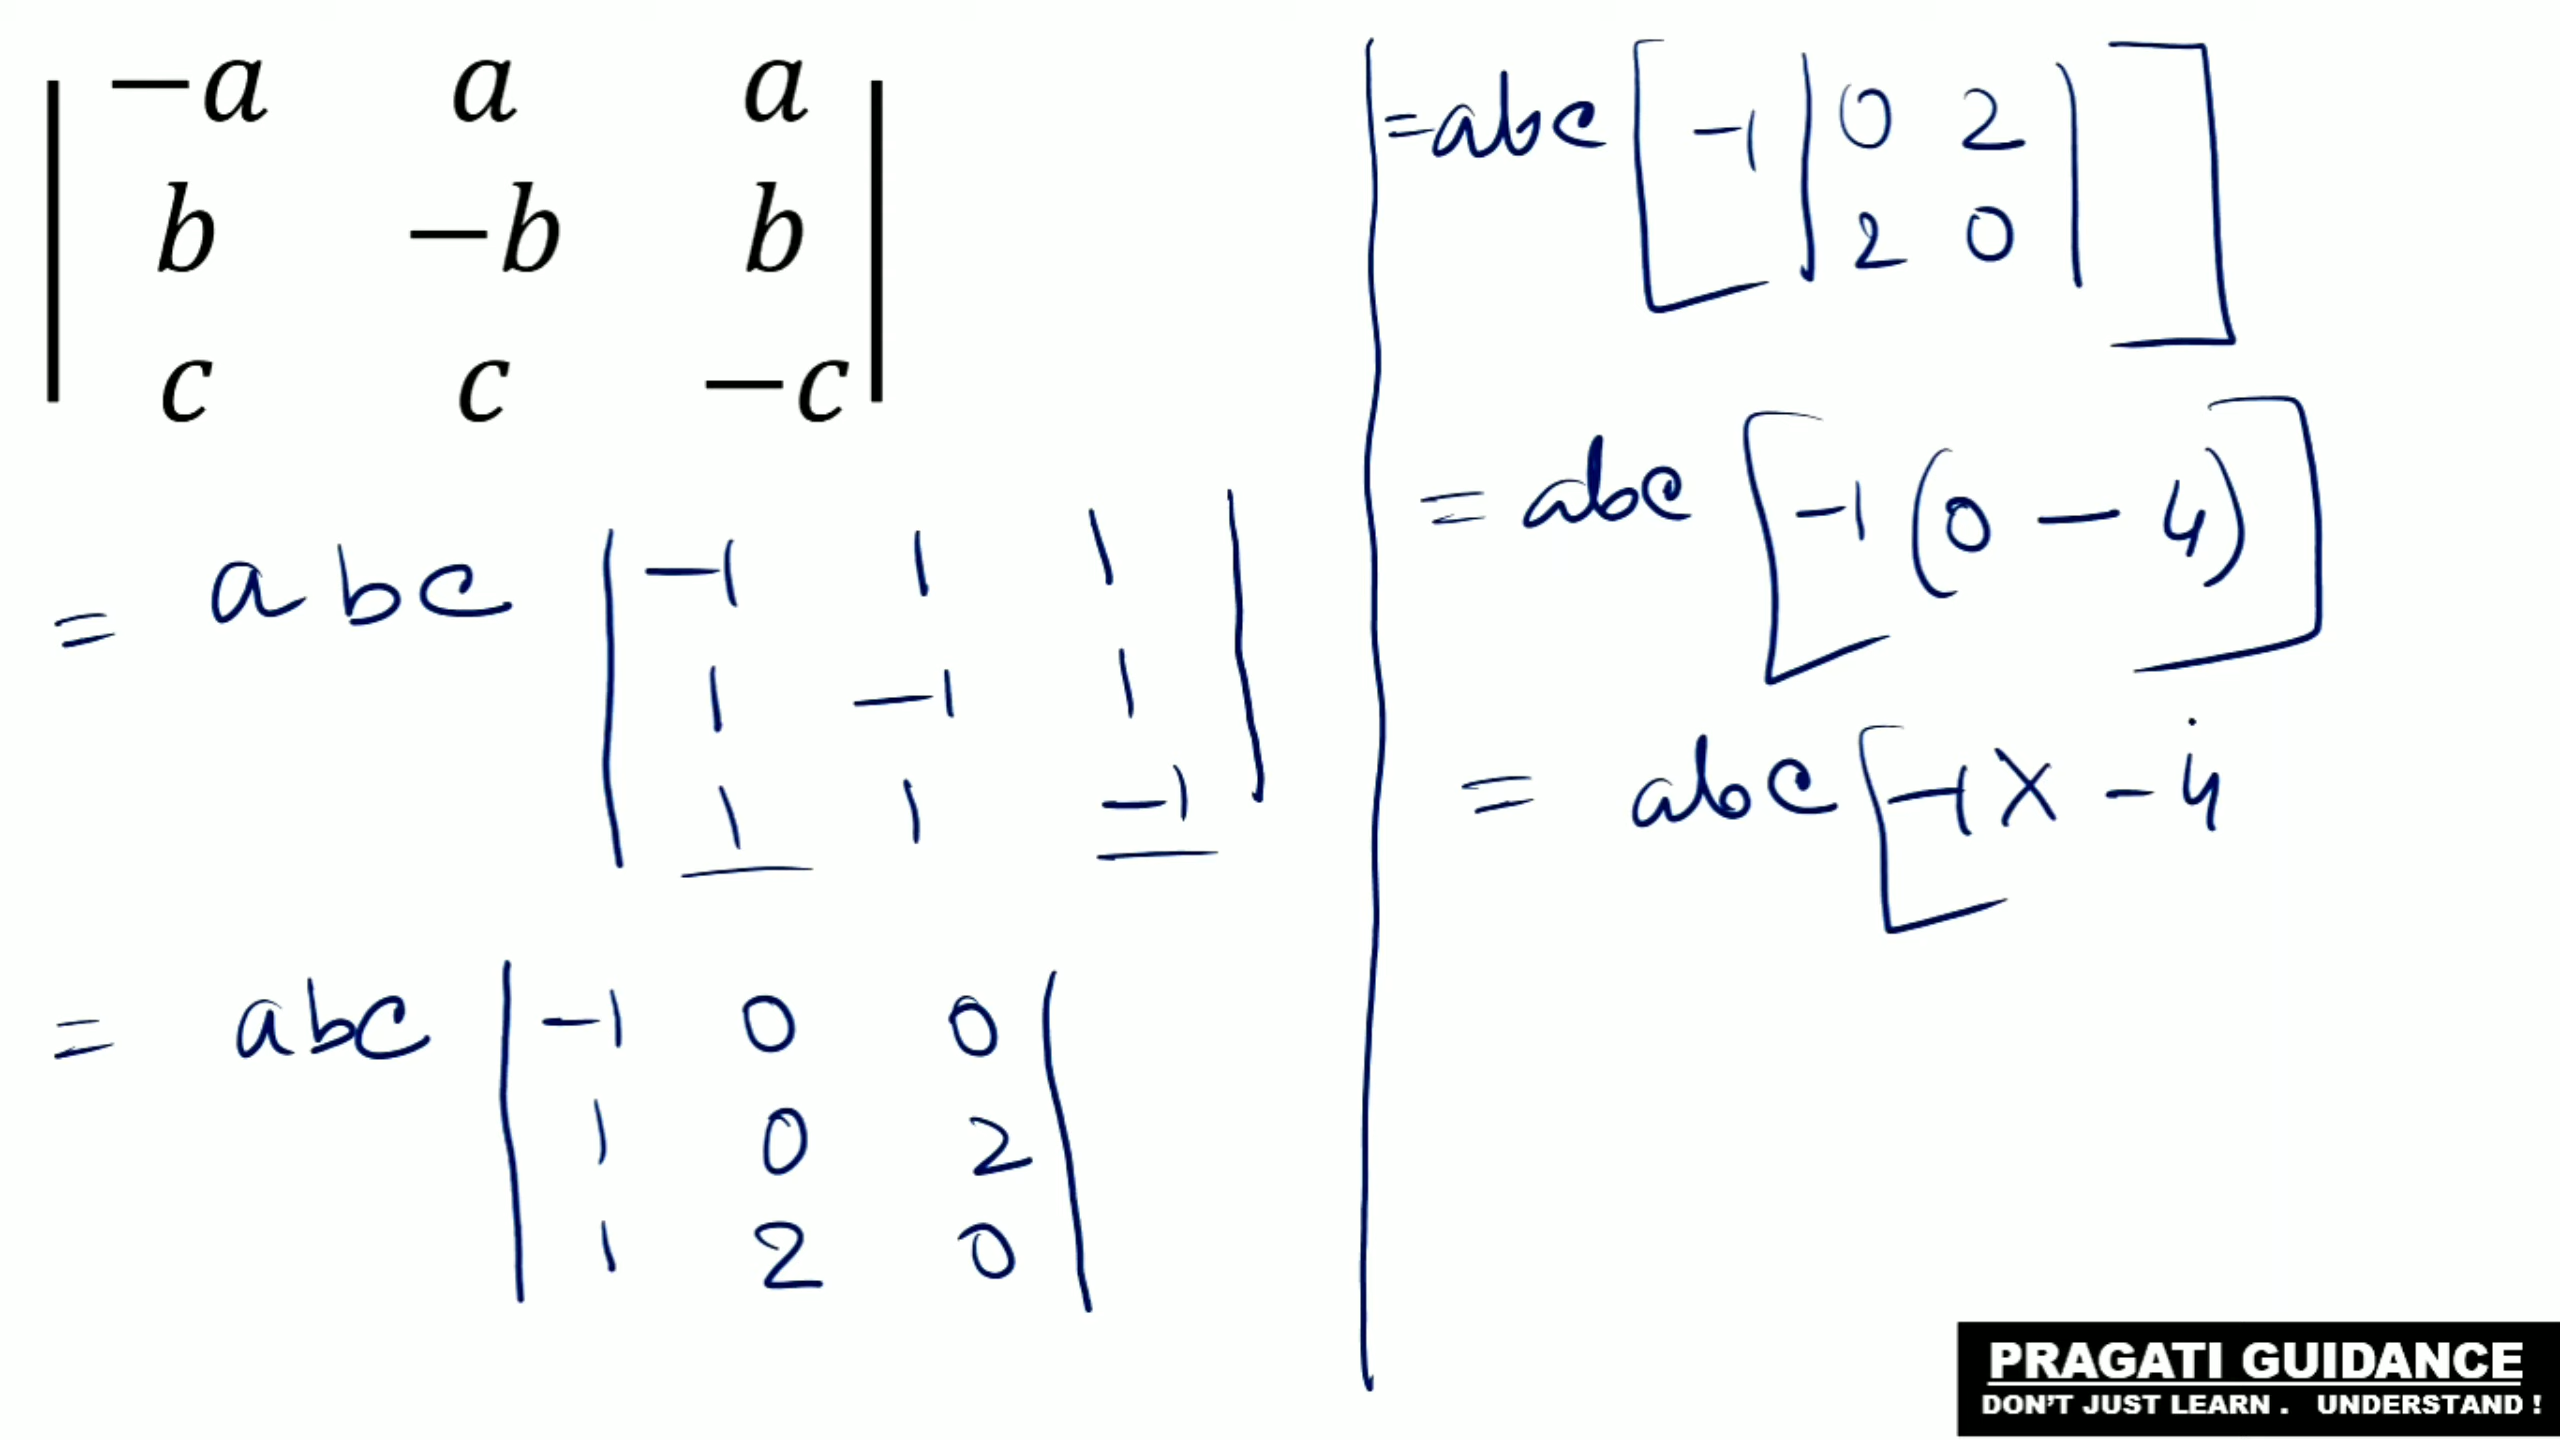 −a a a
b −b b
c c −c
= abc | −1 1 1 |
1 −1 1
1 1 −1
= abc | −1 0 0 |
1 0 2
1 2 0
= abc [ −1 | 0 2 | ]
2 0
= abc [ −1 (0 − 4) ]
= abc [ −1 × − 4
PRAGATI GUIDANCE
DON'T JUST LEARN . UNDERSTAND !